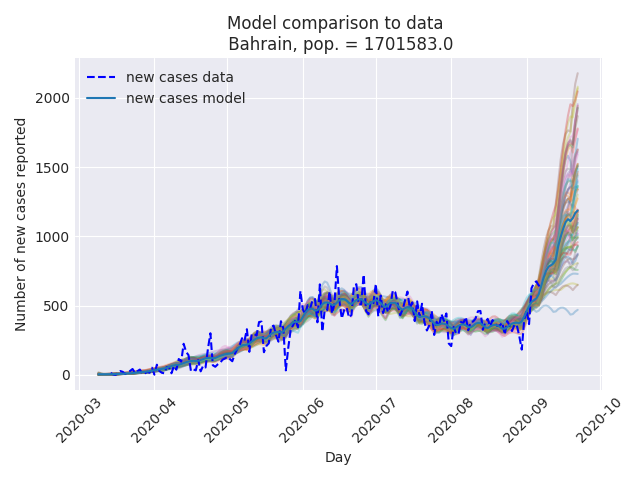 Model comparison to data
Bahrain, pop. = 1701583.0
new cases data
new cases model
Number of new cases reported
2000
1500
1000
500
0
2020-03
2020-04
2020-05
2020-06
2020-07
2020-08
2020-09
2020-10
Day